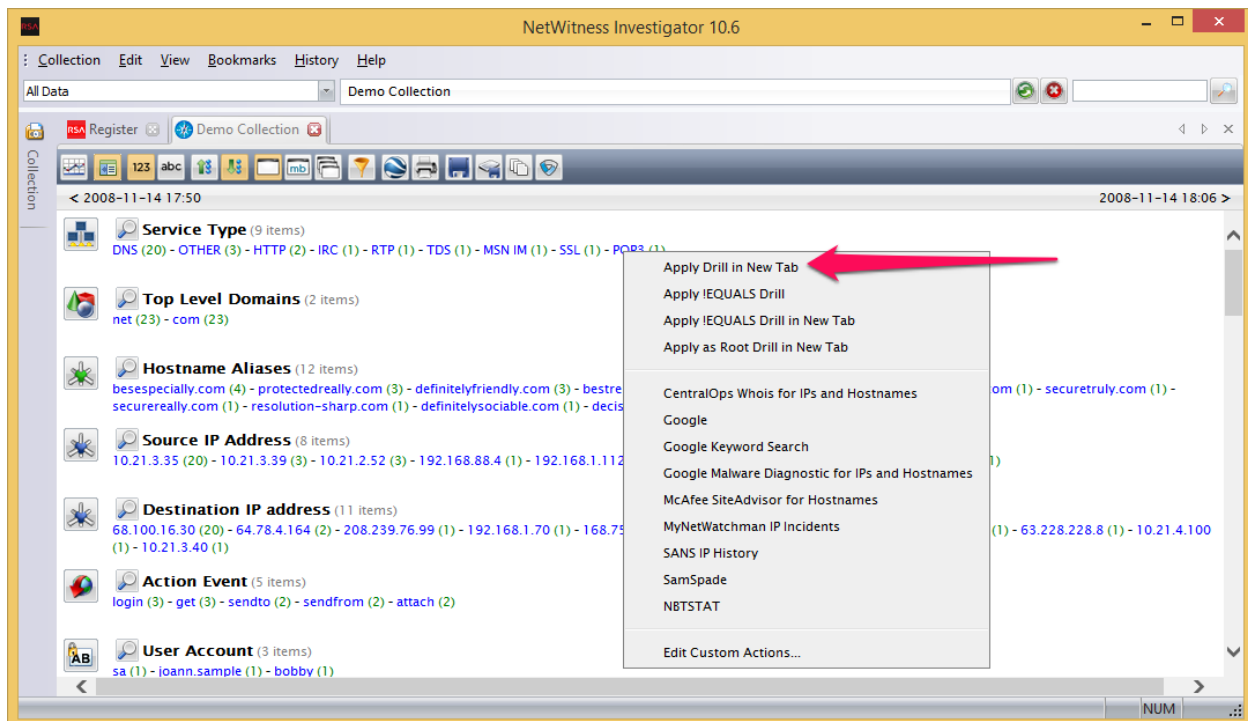 RSA
NetWitness Investigator 10.6
Collection Edit View Bookmarks History Help
All Data
Demo Collection
RSA Register
Demo Collection
Collection
123 abc mb
< 2008-11-14 17:50
2008-11-14 18:06 >
Service Type (9 items)
DNS (20) - OTHER (3) - HTTP (2) - IRC (1) - RTP (1) - TDS (1) - MSN IM (1) - SSL (1) - POP3 (1)
Top Level Domains (2 items)
net (23) - com (23)
Hostname Aliases (12 items)
besespecially.com (4) - protectedreally.com (3) - definitelyfriendly.com (3) - bestre
om (1) - securetruly.com (1) -
securereally.com (1) - resolution-sharp.com (1) - definitelysociable.com (1) - decis
Source IP Address (8 items)
10.21.3.35 (20) - 10.21.3.39 (3) - 10.21.2.52 (3) - 192.168.88.4 (1) - 192.168.1.112
1)
Destination IP address (11 items)
68.100.16.30 (20) - 64.78.4.164 (2) - 208.239.76.99 (1) - 192.168.1.70 (1) - 168.75
(1) - 63.228.228.8 (1) - 10.21.4.100
(1) - 10.21.3.40 (1)
Action Event (5 items)
login (3) - get (3) - sendto (2) - sendfrom (2) - attach (2)
AB
User Account (3 items)
sa (1) - joann.sample (1) - bobby (1)
Apply Drill in New Tab
Apply !EQUALS Drill
Apply !EQUALS Drill in New Tab
Apply as Root Drill in New Tab
CentralOps Whois for IPs and Hostnames
Google
Google Keyword Search
Google Malware Diagnostic for IPs and Hostnames
McAfee SiteAdvisor for Hostnames
MyNetWatchman IP Incidents
SANS IP History
SamSpade
NBTSTAT
Edit Custom Actions...
NUM